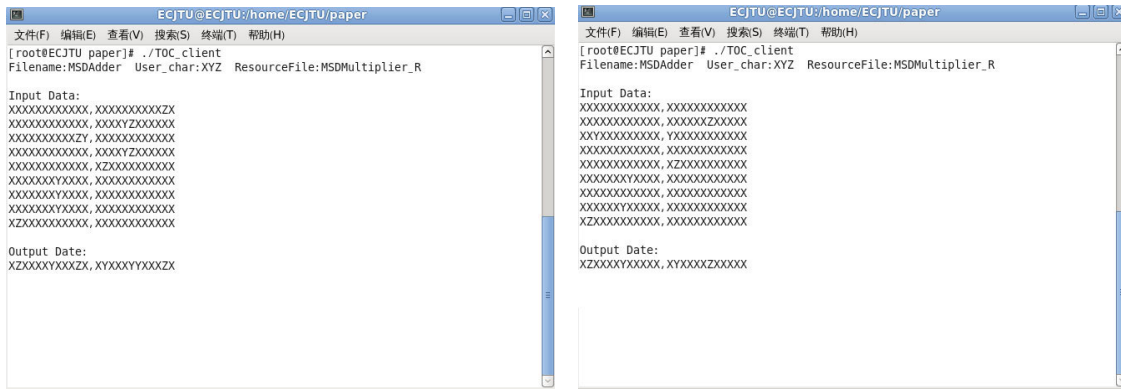 ECJTU@ECJTU:/home/ECJTU/paper
文件(F) 编辑(E) 查看(V) 搜索(S) 终端(T) 帮助(H)
[root@ECJTU paper]# ./TOC_client
Filename:MSDAdder User_char:XYZ ResourceFile:MSDMultiplier_R
Input Data:
XXXXXXXXXXXX,XXXXXXXXXXZX
XXXXXXXXXXXX,XXXXYZXXXXXX
XXXXXXXXXXZY,XXXXXXXXXXXX
XXXXXXXXXXXX,XXXXYZXXXXXX
XXXXXXXXXXXX,XZXXXXXXXXXX
XXXXXXXYXXXX,XXXXXXXXXXXX
XXXXXXXYXXXX,XXXXXXXXXXXX
XXXXXXXYXXXX,XXXXXXXXXXXX
XZXXXXXXXXXX,XXXXXXXXXXXX
Output Date:
XZXXXXYXXXZX,XYXXXYYXXXZX
ECJTU@ECJTU:/home/ECJTU/paper
文件(F) 编辑(E) 查看(V) 搜索(S) 终端(T) 帮助(H)
[root@ECJTU paper]# ./TOC_client
Filename:MSDAdder User_char:XYZ ResourceFile:MSDMultiplier_R
Input Data:
XXXXXXXXXXXX,XXXXXXXXXXXX
XXXXXXXXXXXX,XXXXXXZXXXXX
XXYXXXXXXXXX,YXXXXXXXXXXX
XXXXXXXXXXXX,XXXXXXXXXXXX
XXXXXXXXXXXX,XZXXXXXXXXXX
XXXXXXXYXXXX,XXXXXXXXXXXX
XXXXXXXXXXXX,XXXXXXXXXXXX
XXXXXXYXXXXX,XXXXXXXXXXXX
XZXXXXXXXXXX,XXXXXXXXXXXX
Output Date:
XZXXXXYXXXXX,XYXXXXZXXXXX